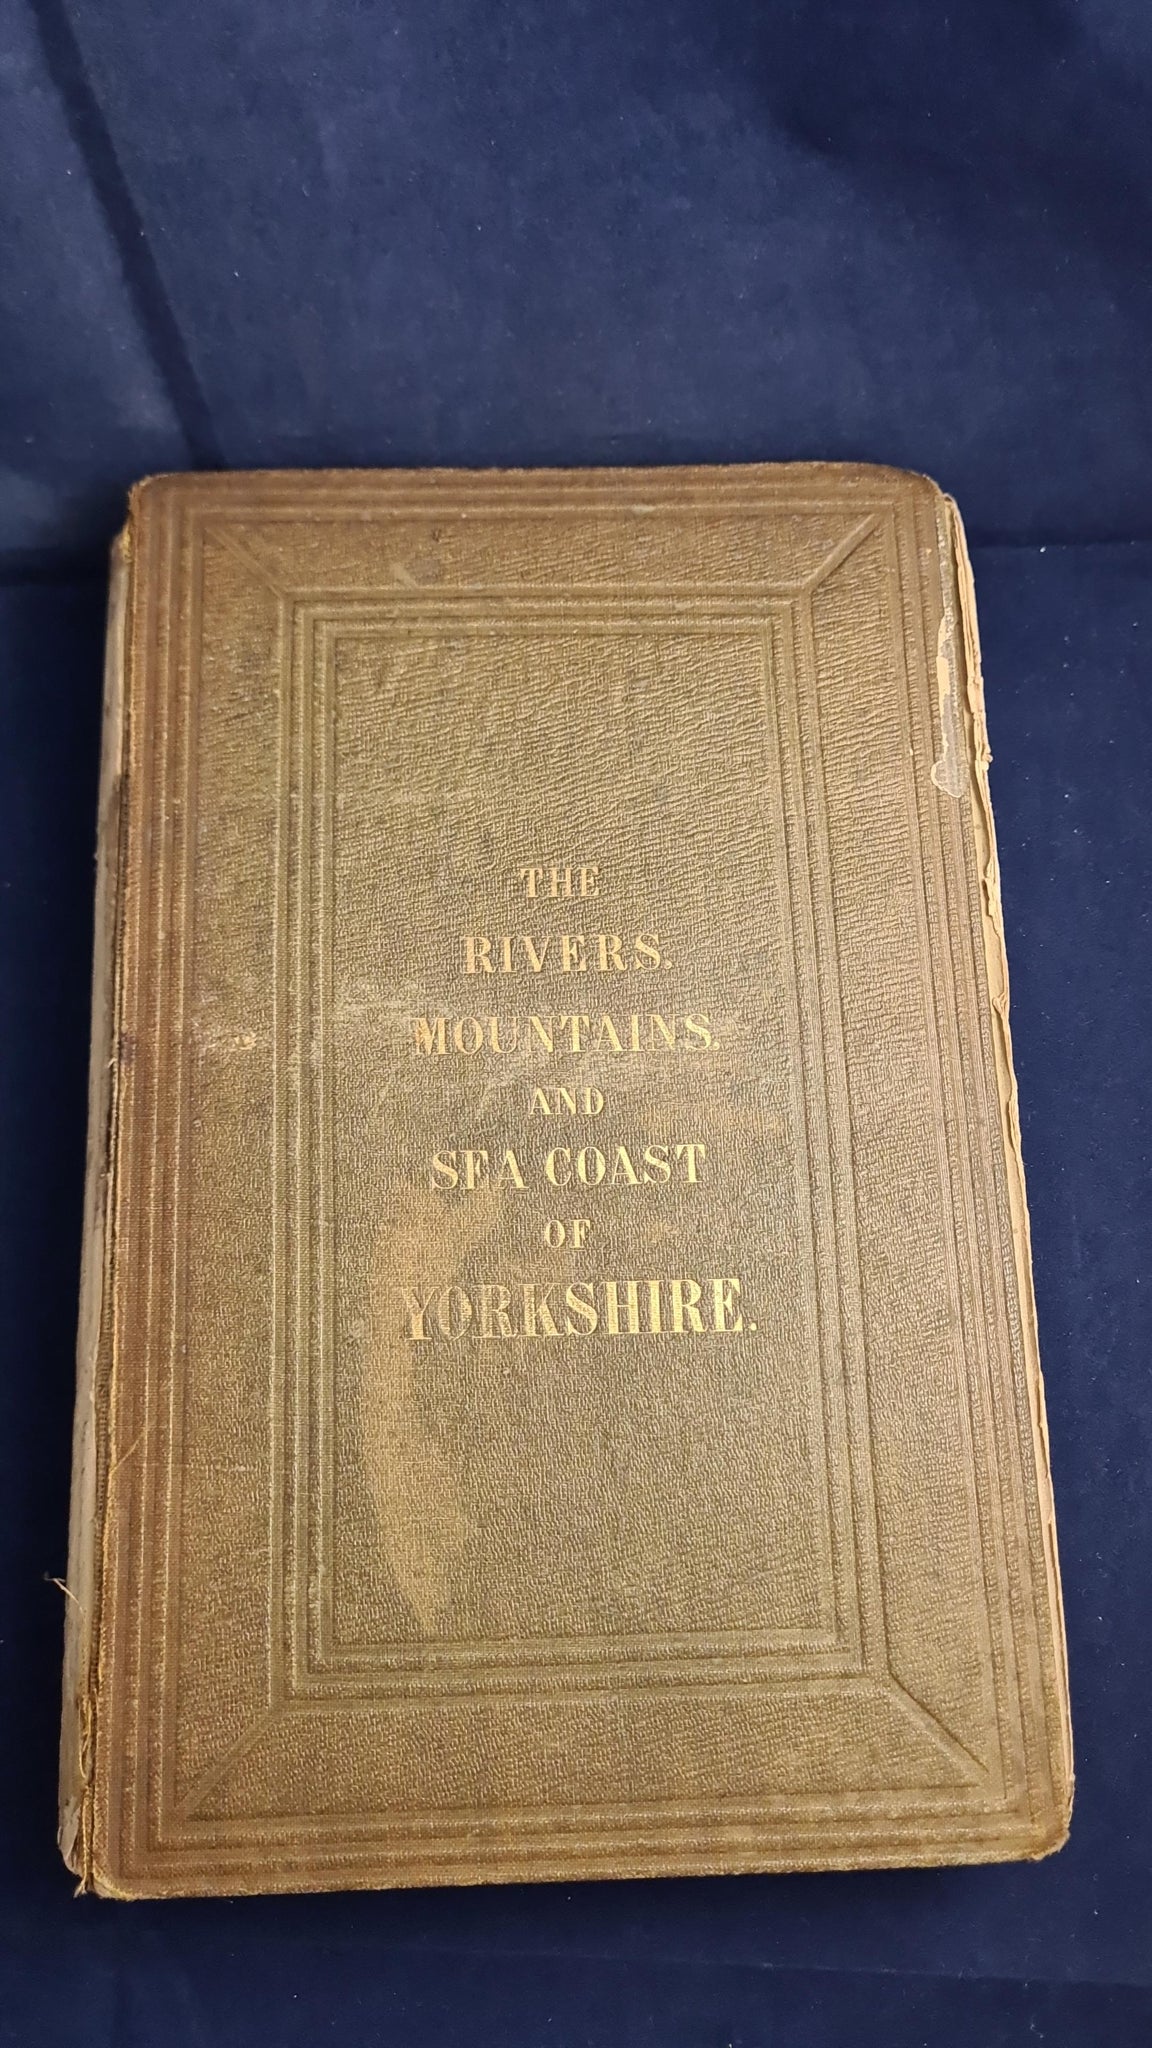 THE
RIVERS.
MOUNTAINS.
AND
SEA COAST
OF
YORKSHIRE.